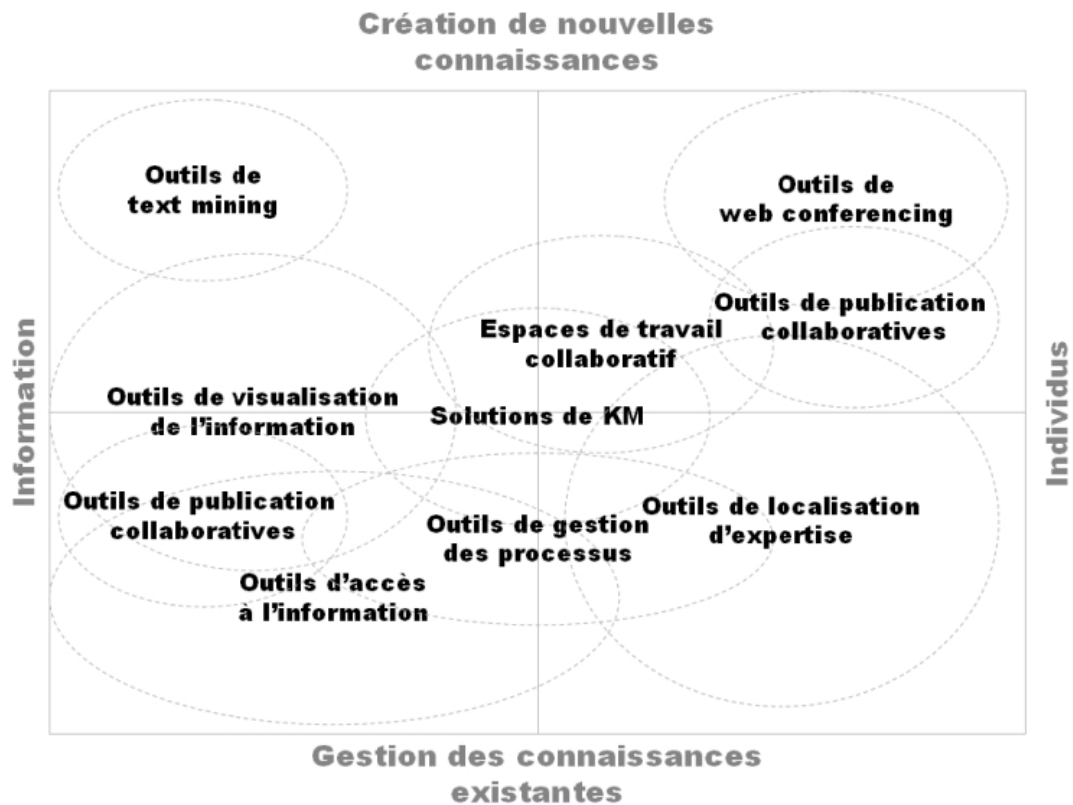 Création de nouvelles
connaissances
Outils de
text mining
Outils de
web conferencing
Outils de publication
collaboratives
Espaces de travail
collaboratif
Information
Individus
Outils de visualisation
de l'information
Solutions de KM
Outils de publication
collaboratives
Outils de gestion
des processus
Outils de localisation
d'expertise
Outils d'accès
à l'information
Gestion des connaissances
existantes